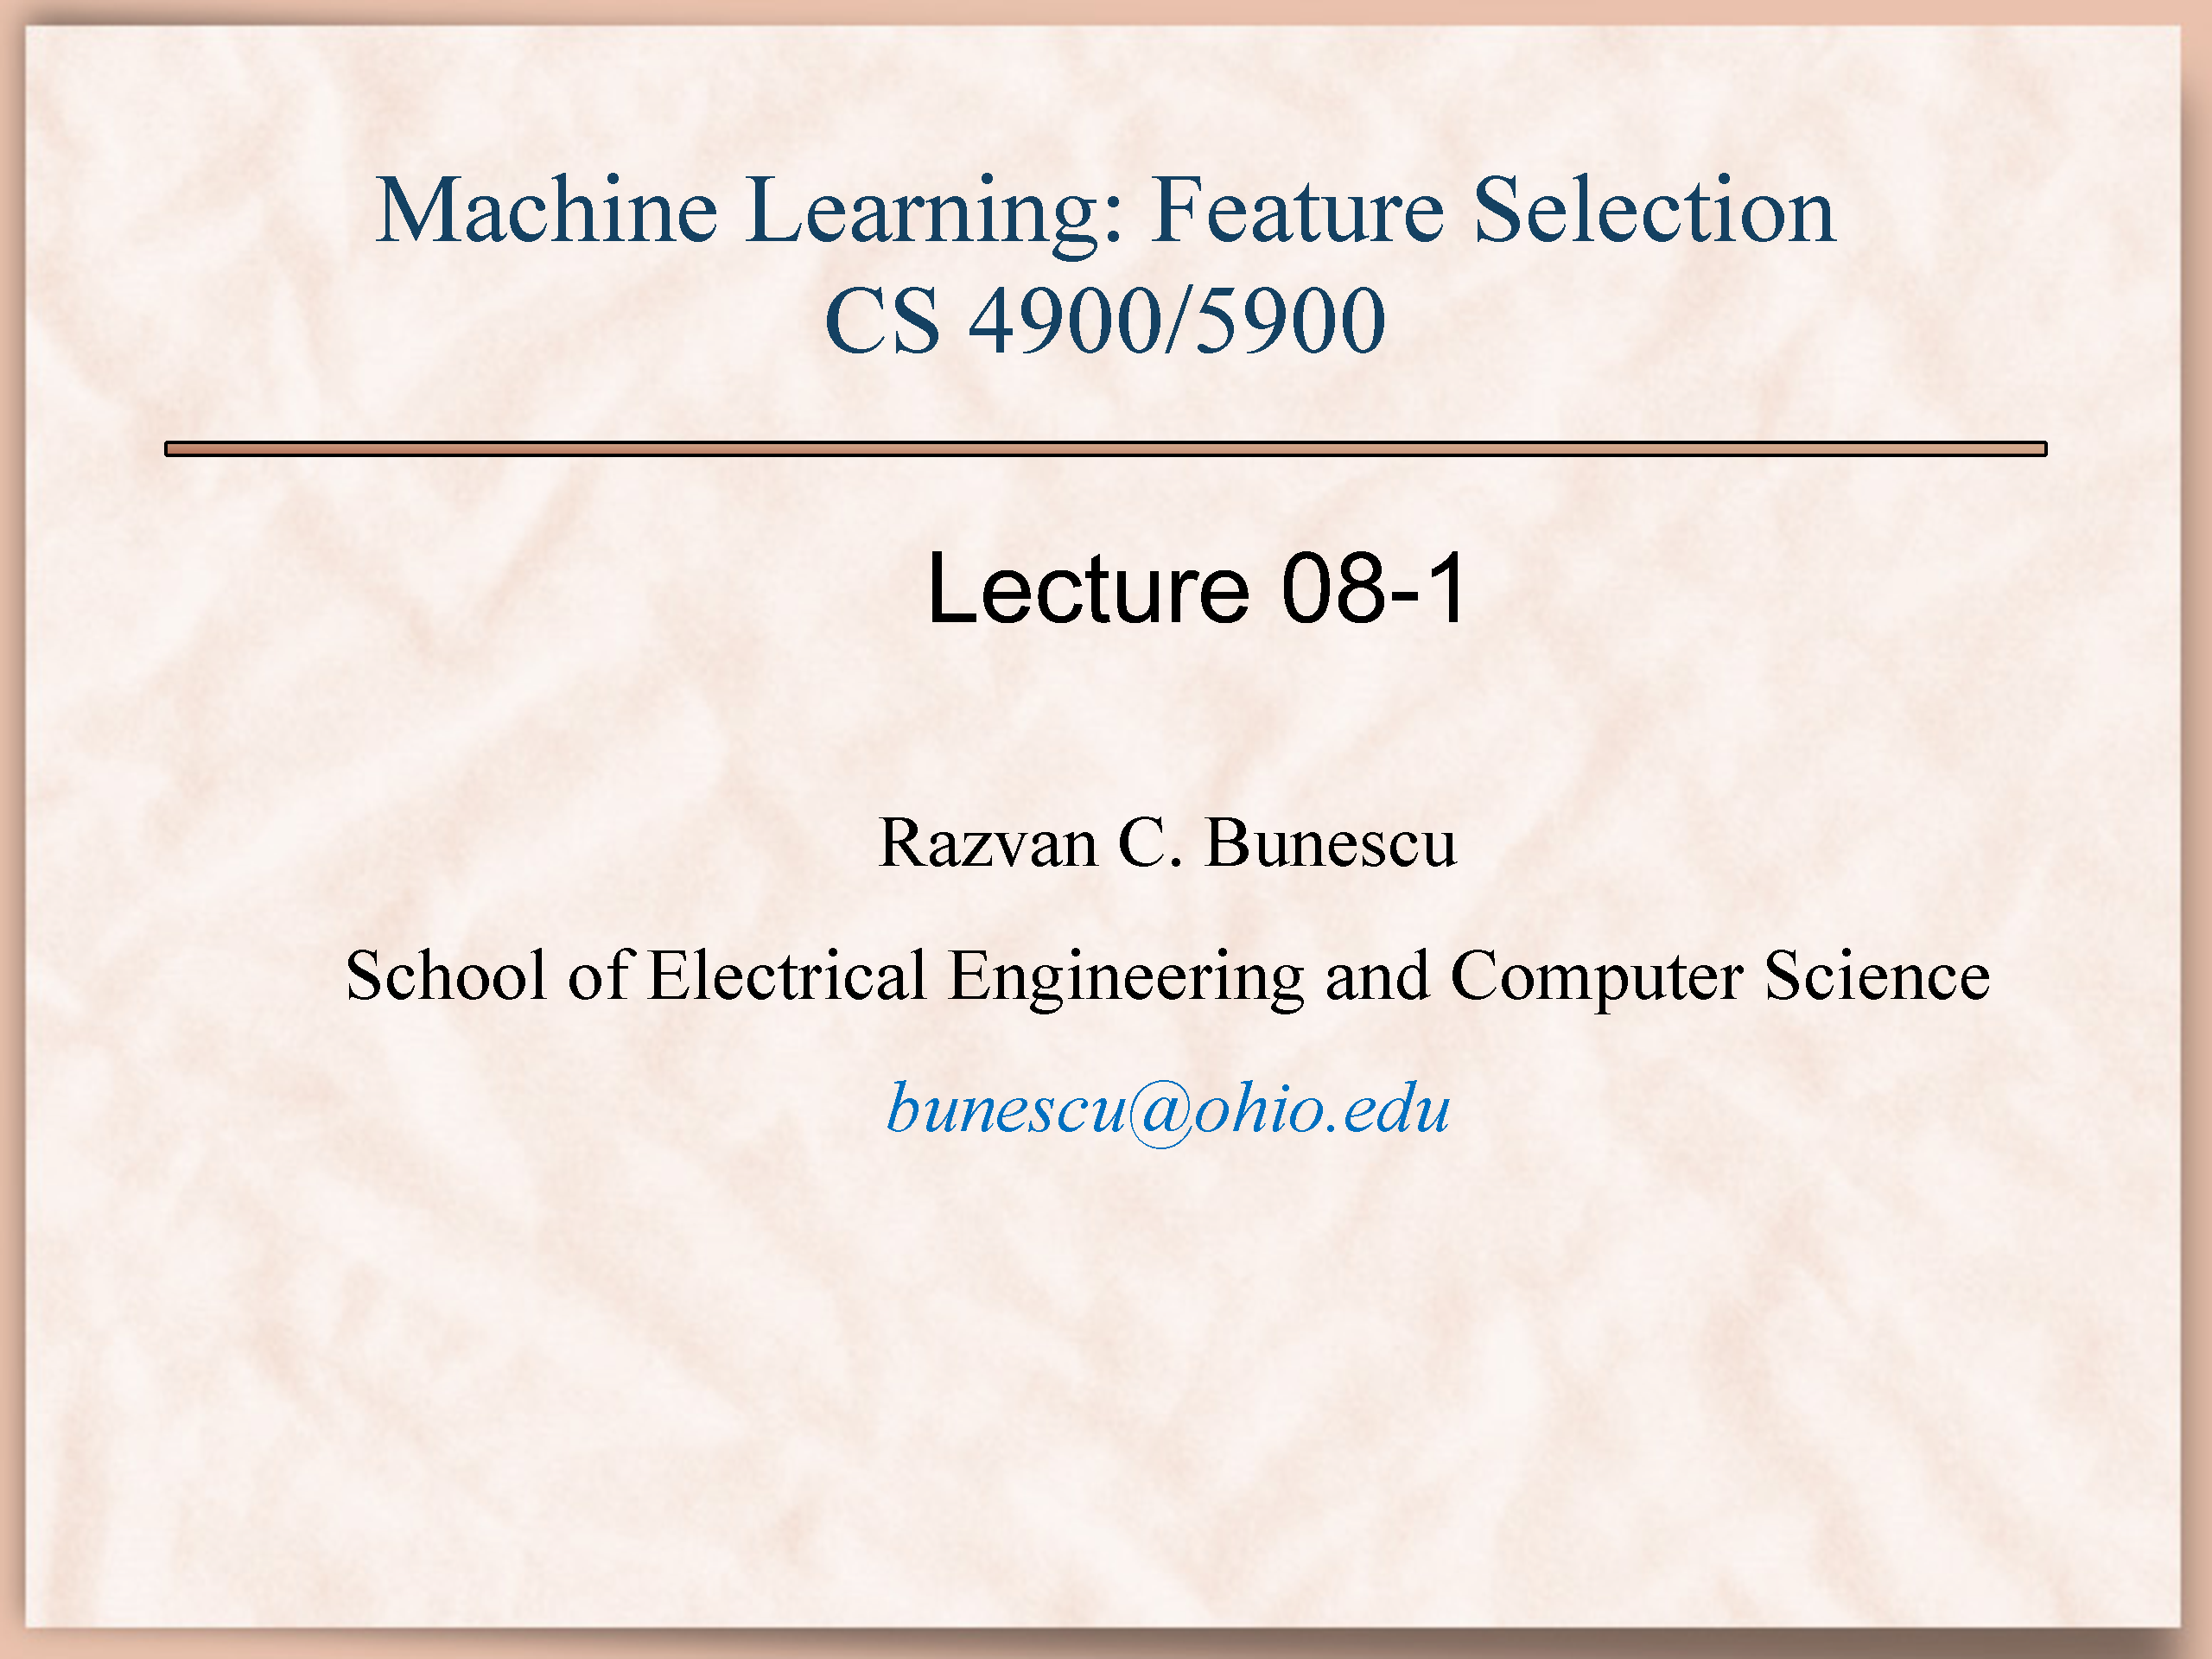 Machine Learning: Feature Selection
CS 4900/5900
Lecture 08-1
Razvan C. Bunescu
School of Electrical Engineering and Computer Science
bunescu@ohio.edu